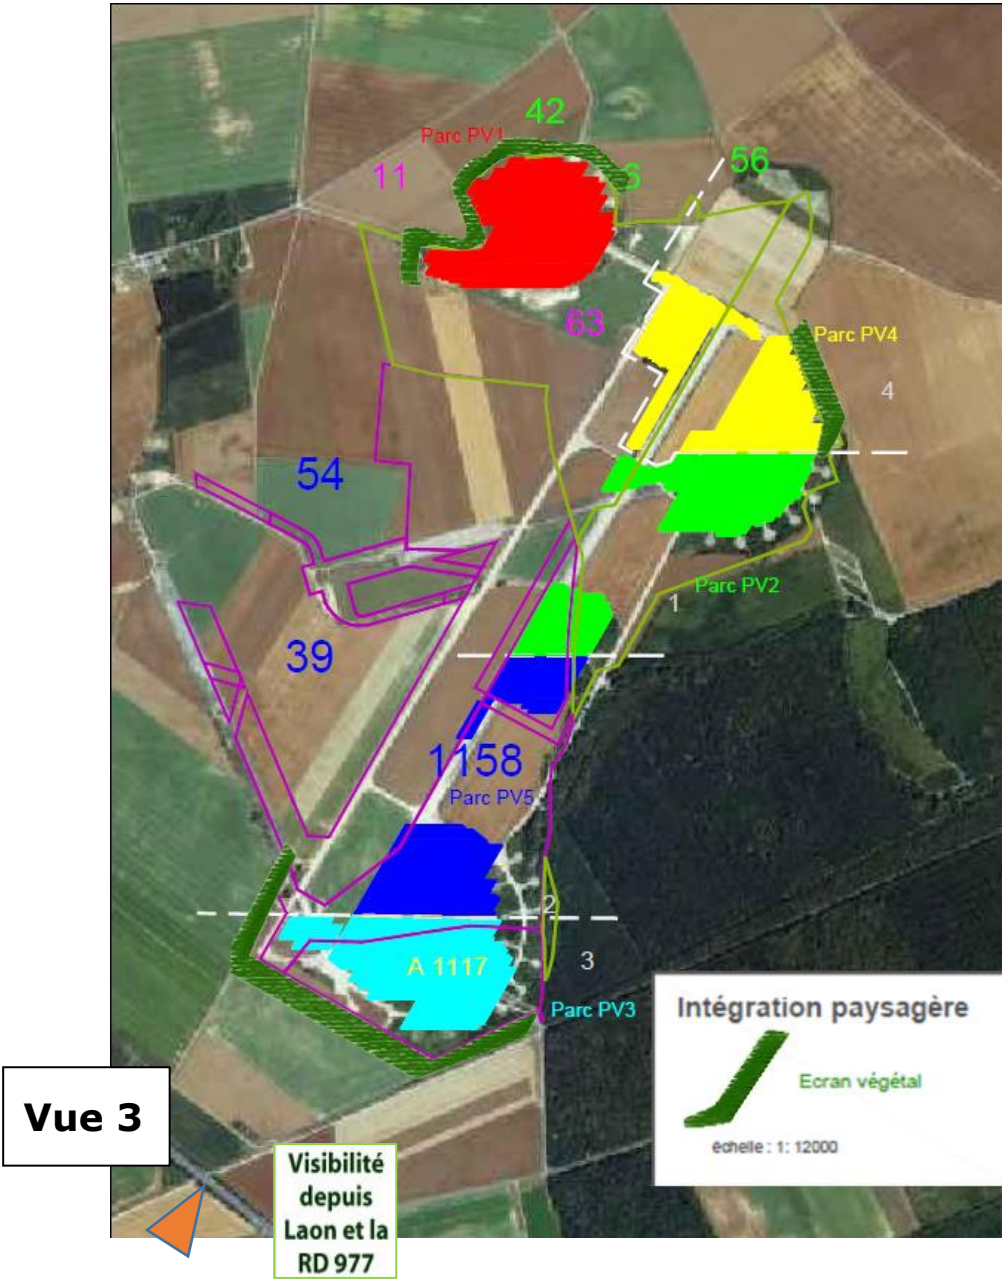 42
Parc PV1
11
6
56
63
Parc PV4
4
54
Parc PV2
1
39
1158
Parc PV5
2
A 1117
3
Parc PV3
Intégration paysagère
Ecran végétal
échelle : 1: 12000
Vue 3
Visibilité
depuis
Laon et la
RD 977